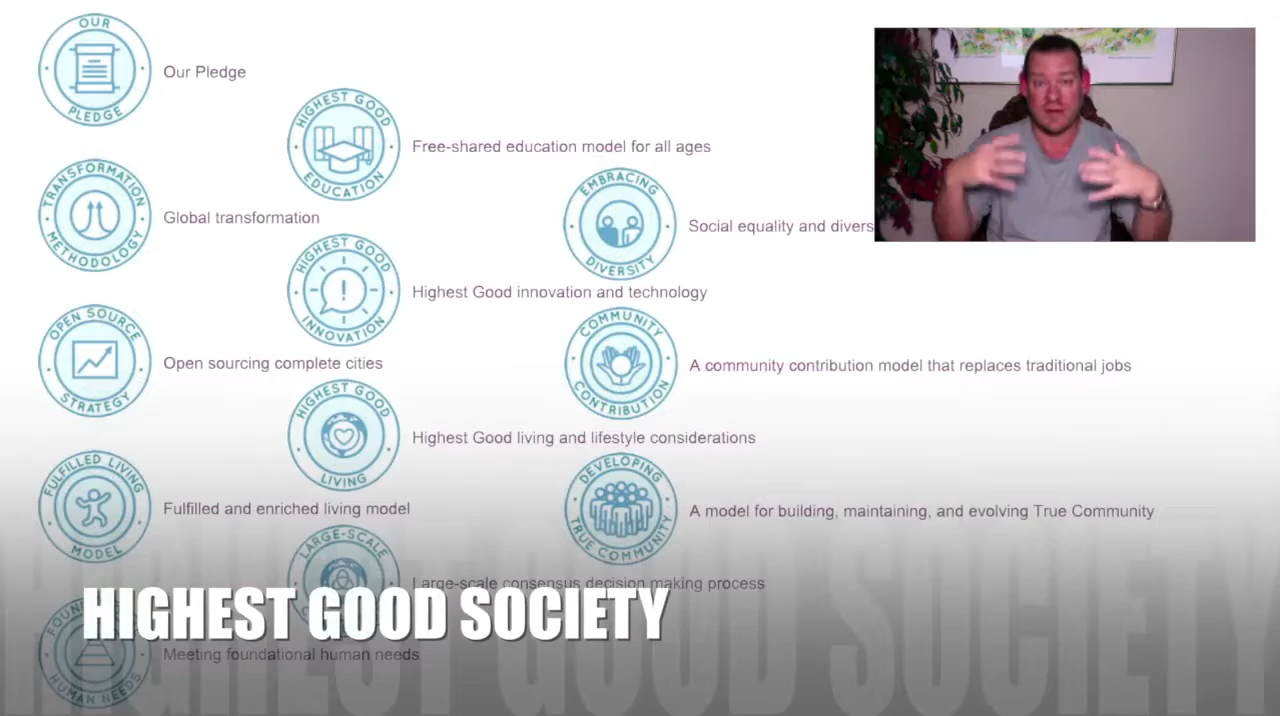 OUR PLEDGE
Our Pledge
HIGHEST GOOD EDUCATION
Free-shared education model for all ages
TRANSFORMATION METHODOLOGY
Global transformation
EMBRACING DIVERSITY
Social equality and divers
HIGHEST GOOD INNOVATION
Highest Good innovation and technology
OPEN SOURCE STRATEGY
Open sourcing complete cities
COMMUNITY CONTRIBUTION
A community contribution model that replaces traditional jobs
HIGHEST GOOD LIVING
Highest Good living and lifestyle considerations
FULFILLED LIVING MODEL
Fulfilled and enriched living model
DEVELOPING TRUE COMMUNITY
A model for building, maintaining, and evolving True Community
LARGE-SCALE
Large-scale consensus decision making process
HIGHEST GOOD SOCIETY
HUMAN NEEDS
Meeting foundational human needs
HIGHEST GOOD SOCIETY